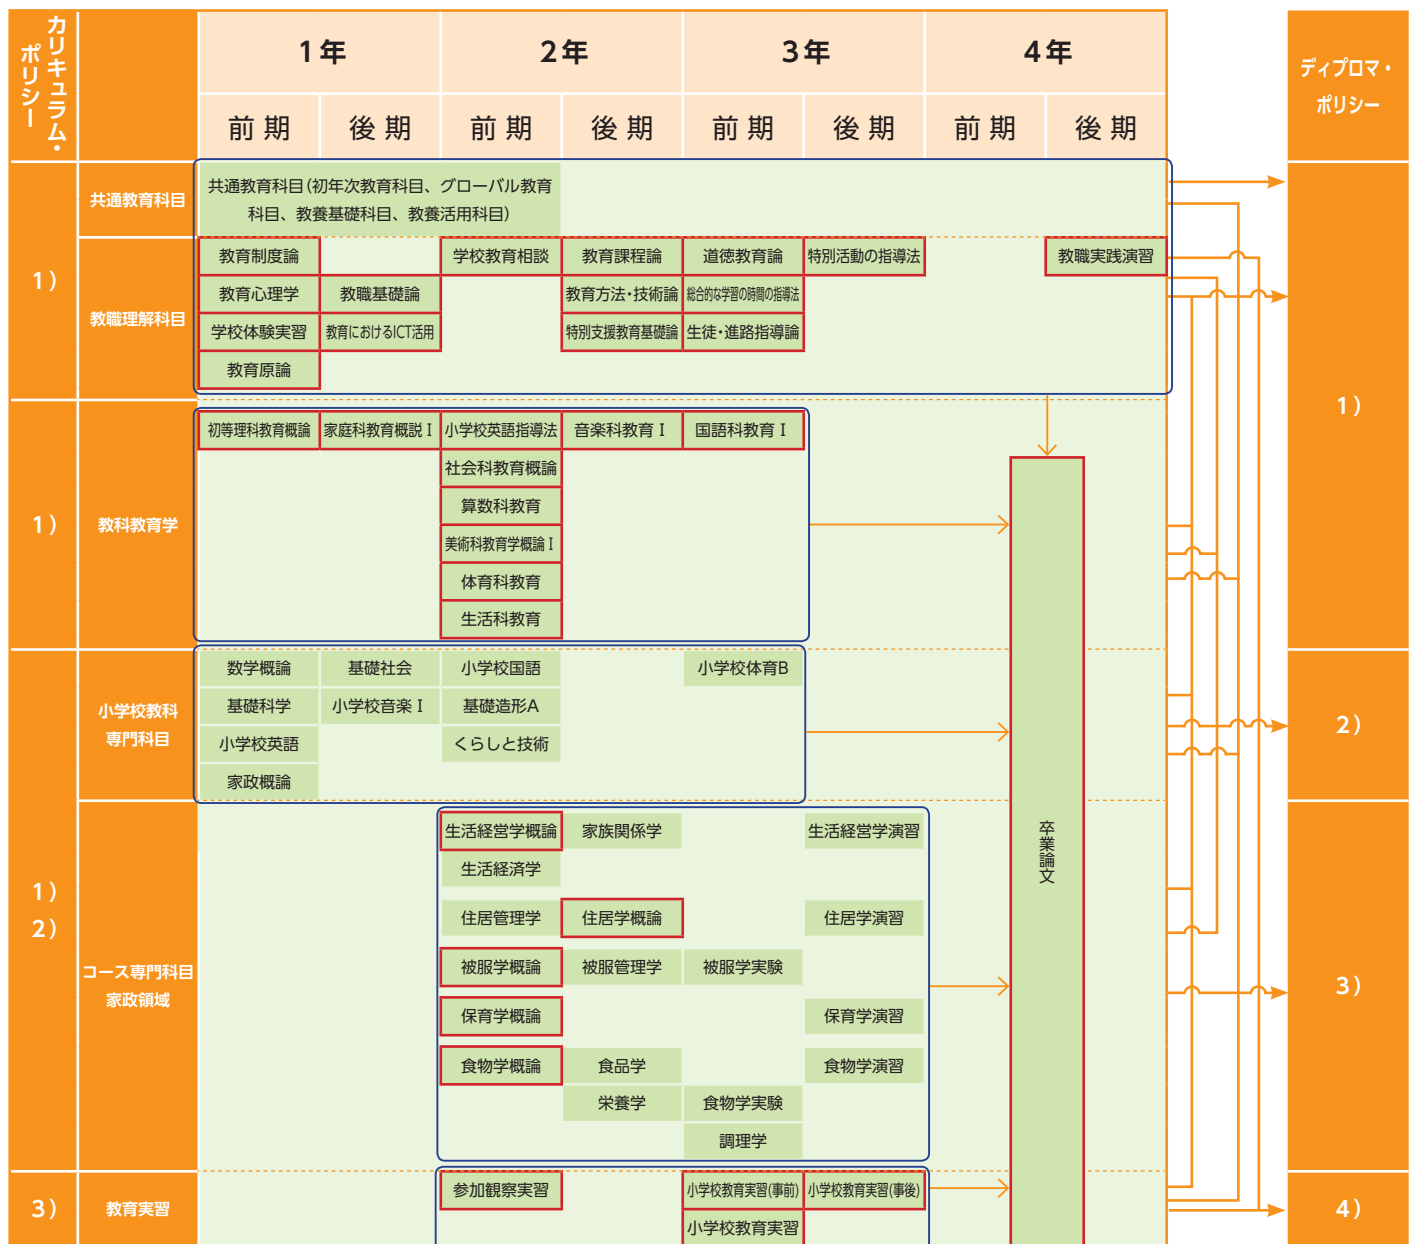 カリキュラム・
ポリシー
1年
2年
3年
4年
ディプロマ・
ポリシー
前期
後期
前期
後期
前期
後期
前期
後期
1）
共通教育科目
共通教育科目（初年次教育科目、グローバル教育
科目、教養基礎科目、教養活用科目）
教職理解科目
教育制度論
学校教育相談
教育課程論
道徳教育論
特別活動の指導法
教職実践演習
教育心理学
教職基礎論
教育方法・技術論
総合的な学習の時間の指導法
学校体験実習
教育におけるICT活用
特別支援教育基礎論
生徒・進路指導論
教育原論
1）
1）
教科教育学
初等理科教育概論
家庭科教育概説Ⅰ
小学校英語指導法
音楽科教育Ⅰ
国語科教育Ⅰ
社会科教育概論
算数科教育
美術科教育学概論Ⅰ
体育科教育
生活科教育
小学校教科
専門科目
数学概論
基礎社会
小学校国語
小学校体育B
基礎科学
小学校音楽Ⅰ
基礎造形A
小学校英語
くらしと技術
家政概論
2）
1）
2）
コース専門科目
家政領域
生活経営学概論
家族関係学
生活経営学演習
生活経済学
住居管理学
住居学概論
住居学演習
被服学概論
被服管理学
被服学実験
保育学概論
保育学演習
食物学概論
食品学
食物学演習
栄養学
食物学実験
調理学
卒業論文
3）
3）
教育実習
参加観察実習
小学校教育実習(事前)
小学校教育実習(事後)
小学校教育実習
4）